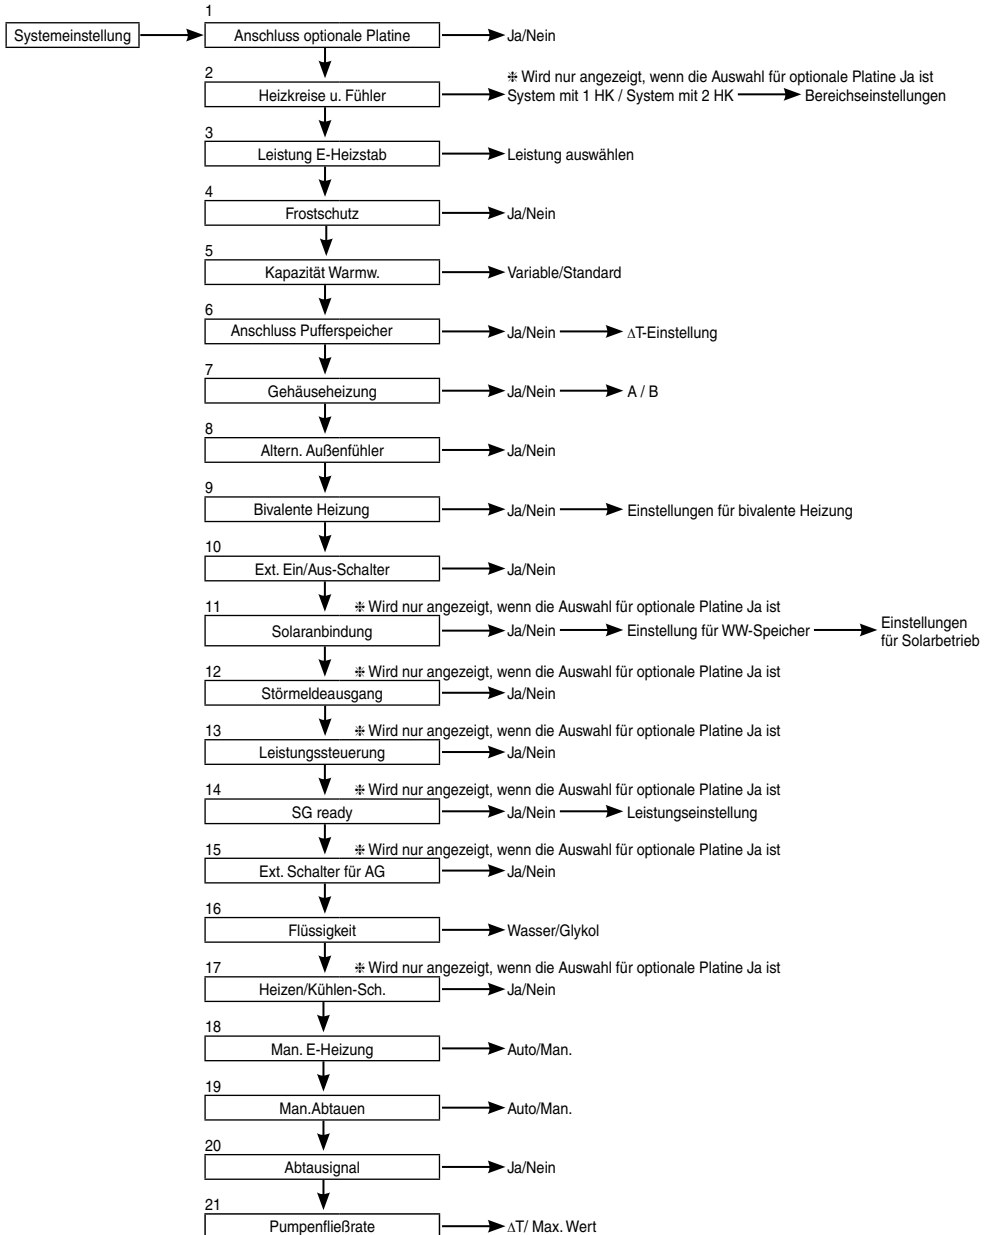 1
Systemeinstellung
Anschluss optionale Platine
Ja/Nein
2
❉ Wird nur angezeigt, wenn die Auswahl für optionale Platine Ja ist
Heizkreise u. Fühler
System mit 1 HK / System mit 2 HK
Bereichseinstellungen
3
Leistung E-Heizstab
Leistung auswählen
4
Frostschutz
Ja/Nein
5
Kapazität Warmw.
Variable/Standard
6
Anschluss Pufferspeicher
Ja/Nein
ΔT-Einstellung
7
Gehäuseheizung
Ja/Nein
A / B
8
Altern. Außenfühler
Ja/Nein
9
Bivalente Heizung
Ja/Nein
Einstellungen für bivalente Heizung
10
Ext. Ein/Aus-Schalter
Ja/Nein
11
❉ Wird nur angezeigt, wenn die Auswahl für optionale Platine Ja ist
Solaranbindung
Ja/Nein
Einstellung für WW-Speicher
Einstellungen
für Solarbetrieb
12
❉ Wird nur angezeigt, wenn die Auswahl für optionale Platine Ja ist
Störmeldeausgang
Ja/Nein
13
❉ Wird nur angezeigt, wenn die Auswahl für optionale Platine Ja ist
Leistungssteuerung
Ja/Nein
14
❉ Wird nur angezeigt, wenn die Auswahl für optionale Platine Ja ist
SG ready
Ja/Nein
Leistungseinstellung
15
❉ Wird nur angezeigt, wenn die Auswahl für optionale Platine Ja ist
Ext. Schalter für AG
Ja/Nein
16
Flüssigkeit
Wasser/Glykol
17
❉ Wird nur angezeigt, wenn die Auswahl für optionale Platine Ja ist
Heizen/Kühlen-Sch.
Ja/Nein
18
Man. E-Heizung
Auto/Man.
19
Man.Abtauen
Auto/Man.
20
Abtausignal
Ja/Nein
21
Pumpenfließrate
ΔT/ Max. Wert